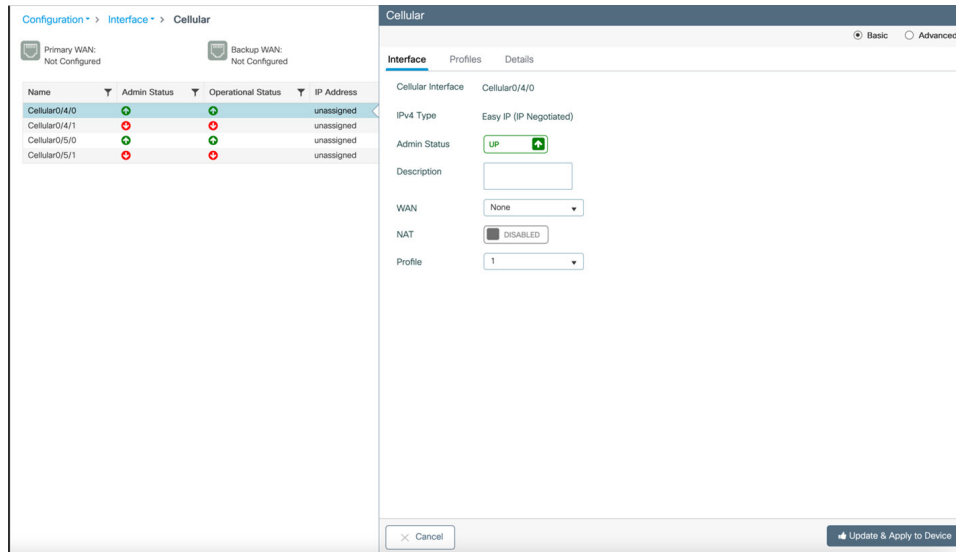 Configuration > Interface > Cellular
Primary WAN:
Not Configured
Backup WAN:
Not Configured
Name Admin Status Operational Status IP Address
Cellular0/4/0 unassigned
Cellular0/4/1 unassigned
Cellular0/5/0 unassigned
Cellular0/5/1 unassigned
Cellular
Basic Advanced
Interface Profiles Details
Cellular Interface Cellular0/4/0
IPv4 Type Easy IP (IP Negotiated)
Admin Status UP
Description
WAN None
NAT DISABLED
Profile 1
Cancel Update & Apply to Device